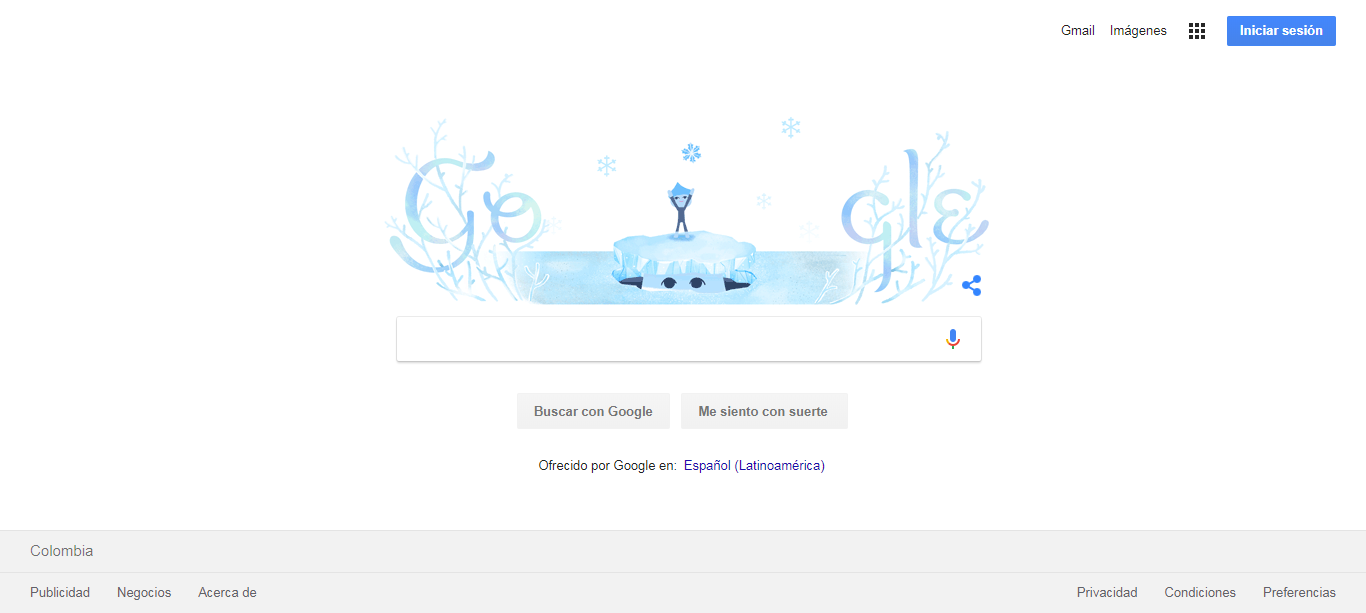 Gmail Imágenes Iniciar sesión
Google
Buscar con Google Me siento con suerte
Ofrecido por Google en: Español (Latinoamérica)
Colombia
Publicidad Negocios Acerca de Privacidad Condiciones Preferencias